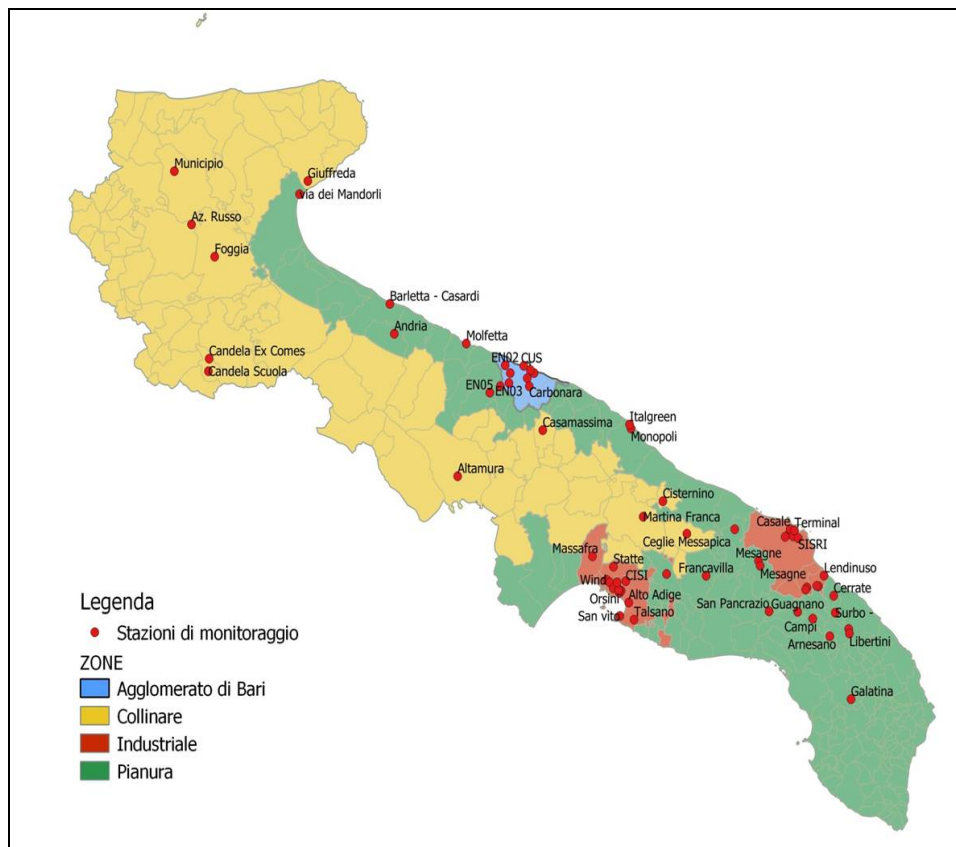 Municipio
Giuffreda
via dei Mandorli
Az. Russo
Foggia
Barletta - Casardi
Andria
Molfetta
Candela Ex Comes
Candela Scuola
EN02 CUS
EN05 EN03 Carbonara
Italgreen
Monopoli
Casamassima
Altamura
Cisternino
Martina Franca
Casale Terminal
Ceglie Messapica
SISRI
Massafra
Statte
Mesagne
Francavilla
Mesagne
Lendinuso
Wind CISI
Cerrate
Orsini Alto Adige
San Pancrazio Guagnano Surbo -
San vito Talsano
Campi
Arnesano Libertini
Galatina
Legenda
Stazioni di monitoraggio
ZONE
Agglomerato di Bari
Collinare
Industriale
Pianura